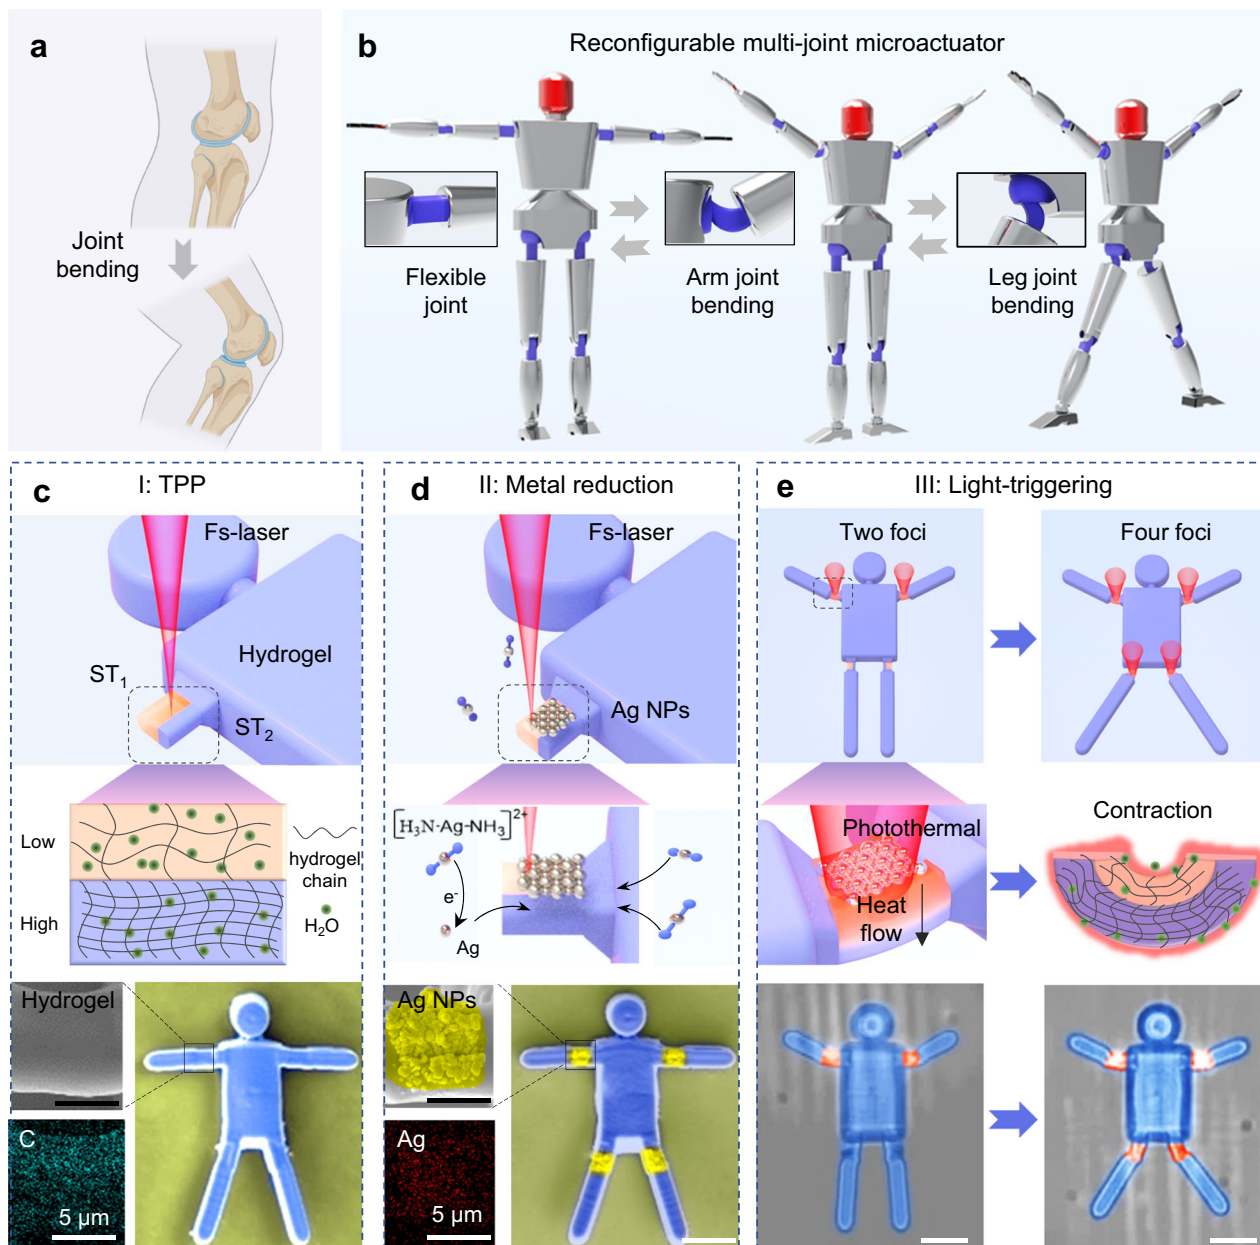 a
Joint
bending
b
Reconfigurable multi-joint microactuator
Flexible
joint
Arm joint
bending
Leg joint
bending
c
I: TPP
Fs-laser
Hydrogel
ST₁
ST₂
Low
High
hydrogel
chain
H₂O
Hydrogel
C
5 µm
d
II: Metal reduction
Fs-laser
Ag NPs
[H₃N·Ag-NH₃]²⁺
e⁻
Ag
Ag NPs
Ag
5 µm
e
III: Light-triggering
Two foci
Four foci
Photothermal
Heat
flow
Contraction